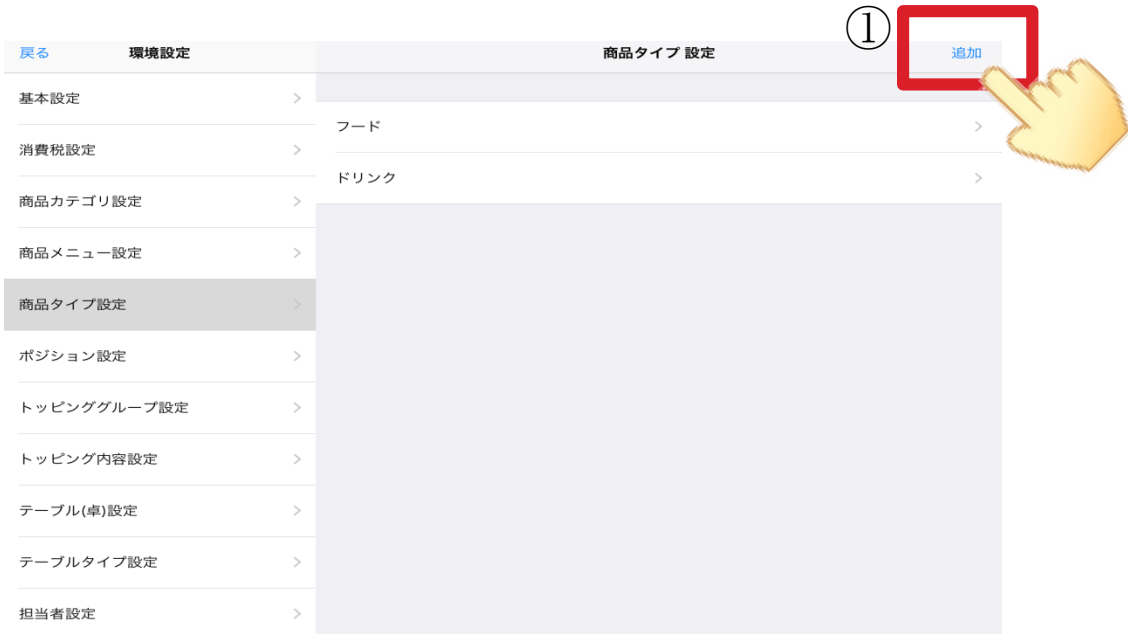 ①
戻る 環境設定 商品タイプ 設定 追加
基本設定
消費税設定
商品カテゴリ設定
商品メニュー設定
商品タイプ設定
ポジション設定
トッピンググループ設定
トッピング内容設定
テーブル(卓)設定
テーブルタイプ設定
担当者設定
フード
ドリンク